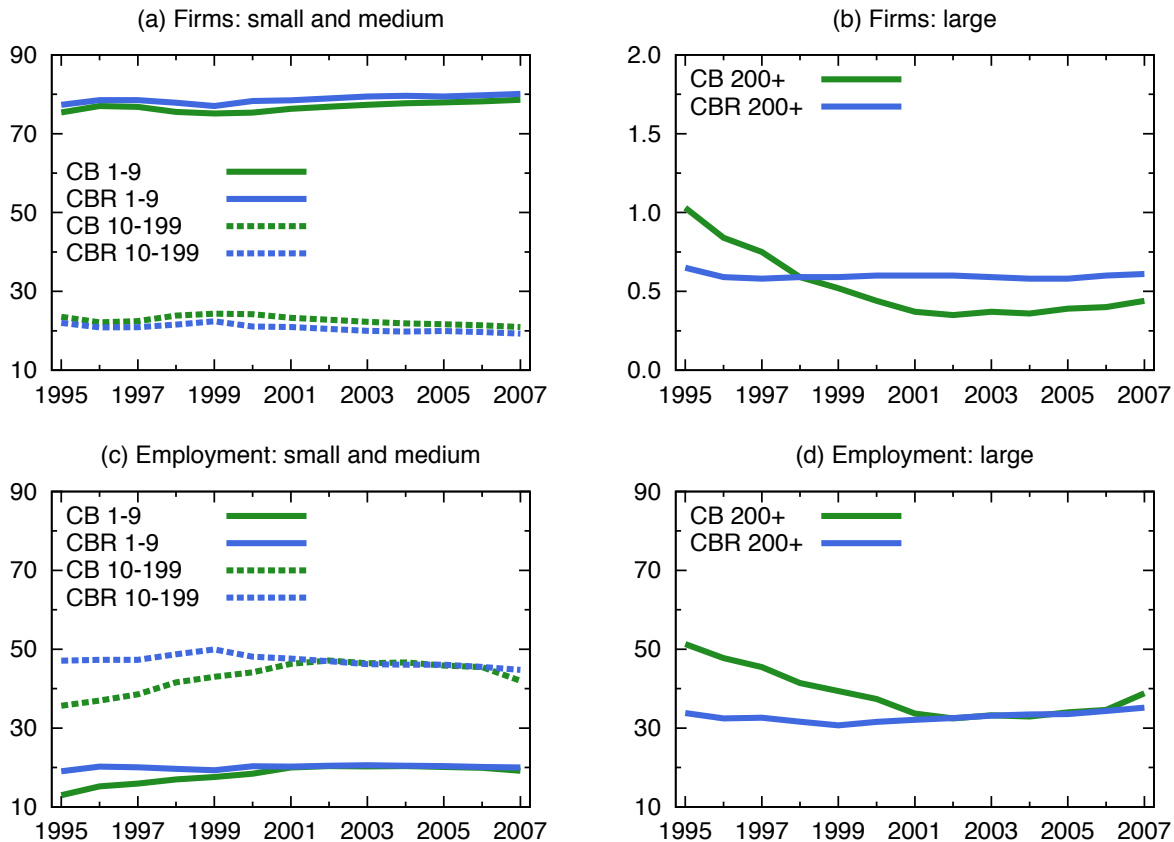 (a) Firms: small and medium
90
70
50
30
10
CB 1-9
CBR 1-9
CB 10-199
CBR 10-199
1995 1997 1999 2001 2003 2005 2007
(b) Firms: large
2.0
1.5
1.0
0.5
0.0
CB 200+
CBR 200+
1995 1997 1999 2001 2003 2005 2007
(c) Employment: small and medium
90
70
50
30
10
CB 1-9
CBR 1-9
CB 10-199
CBR 10-199
1995 1997 1999 2001 2003 2005 2007
(d) Employment: large
90
70
50
30
10
CB 200+
CBR 200+
1995 1997 1999 2001 2003 2005 2007